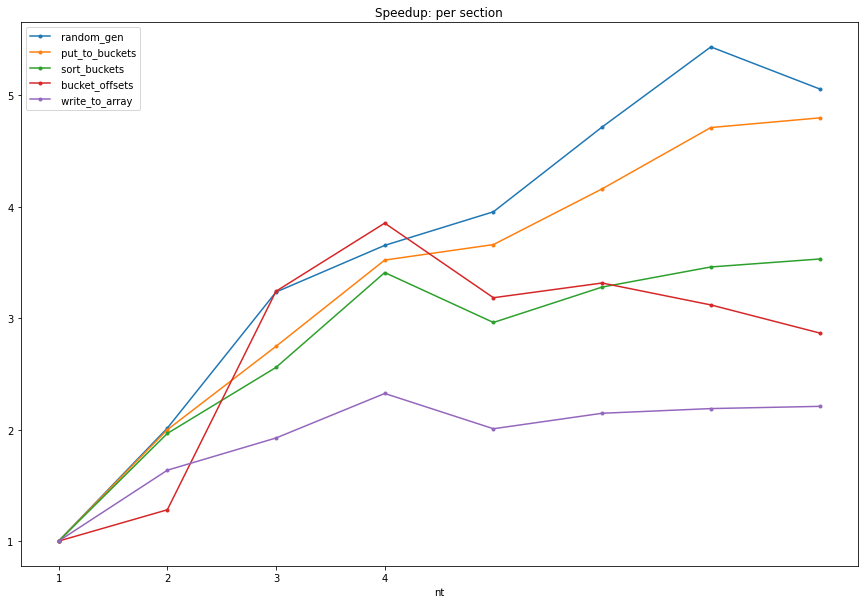 Speedup: per section
random_gen
put_to_buckets
sort_buckets
bucket_offsets
write_to_array
5
4
3
2
1
1 2 3 4
nt